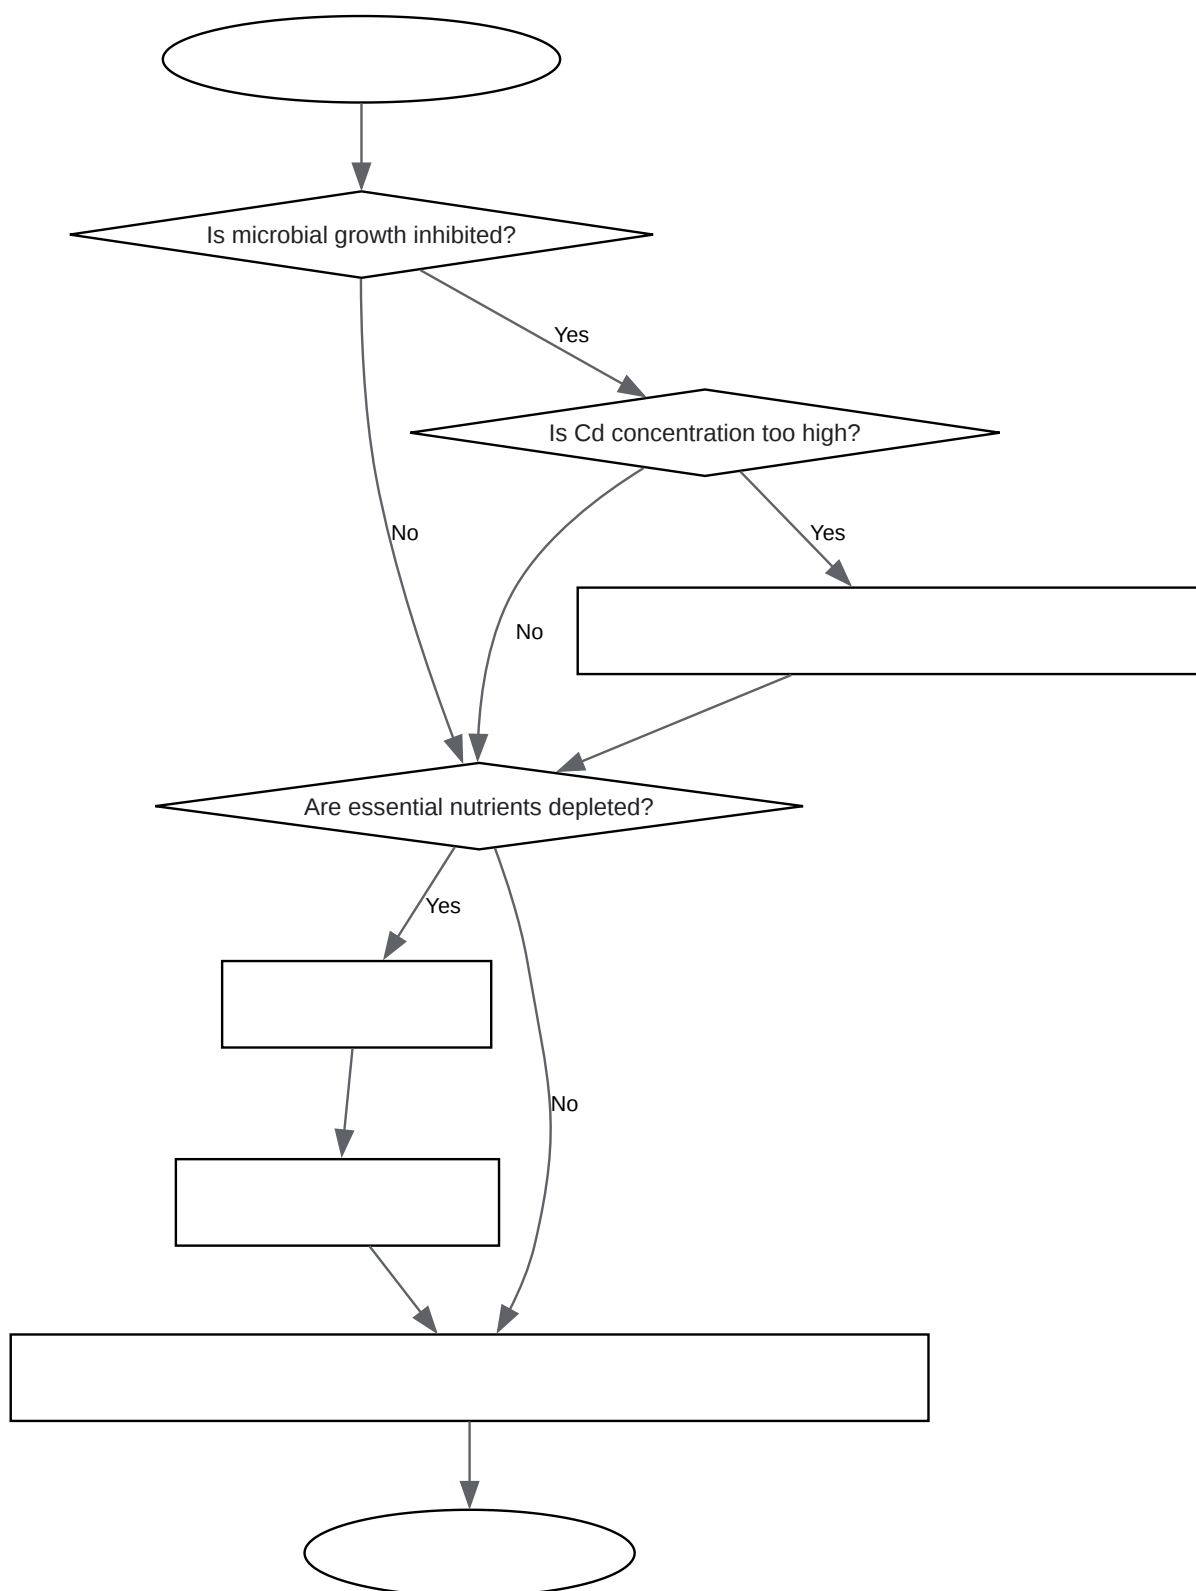 Is microbial growth inhibited?
Yes
Is Cd concentration too high?
No
Yes
No
Are essential nutrients depleted?
Yes
No